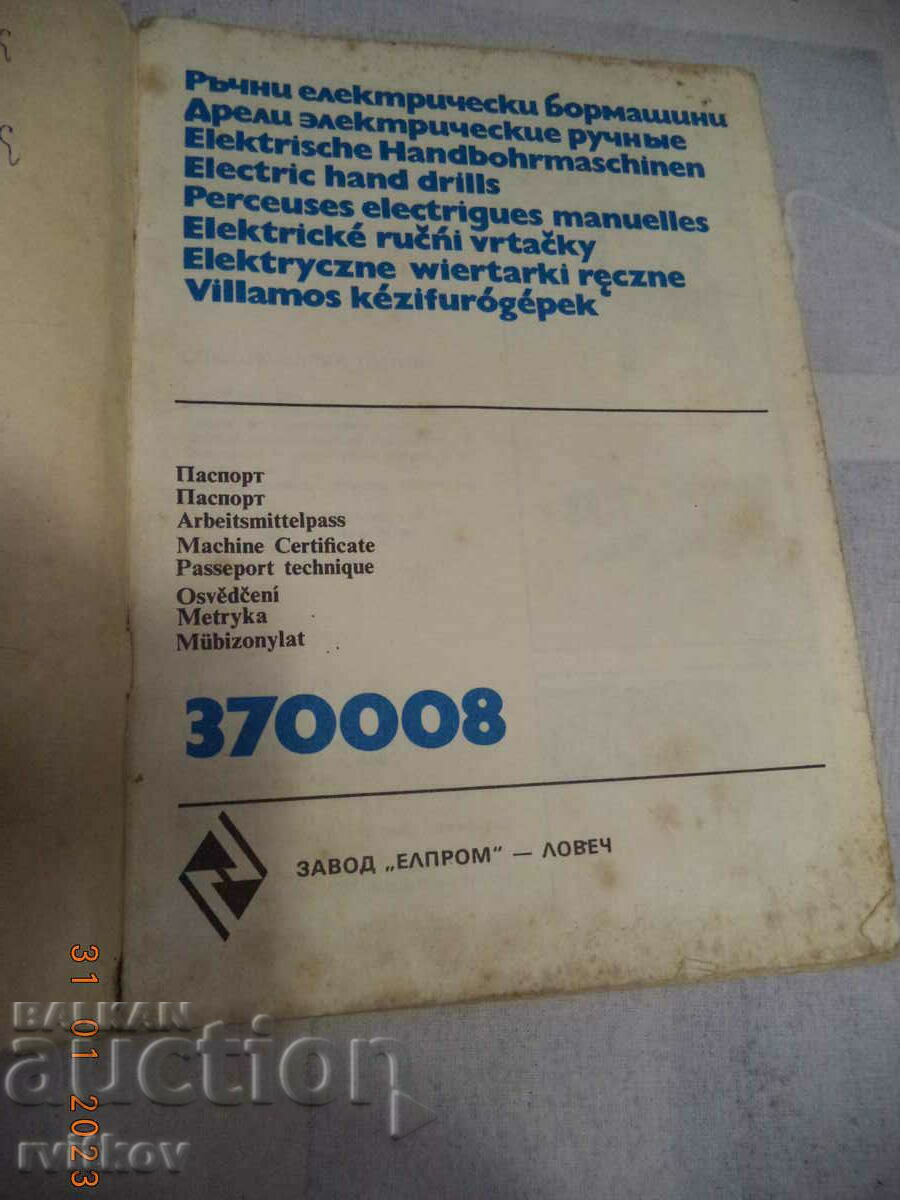 Ръчни електрически бормашини
Дрели электрические ручные
Elektrische Handbohrmaschinen
Electric hand drills
Perceuses electrigues manuelles
Elektrické ručńi vrtačky
Elektryczne wiertarki ręczne
Villamos kézifurógépek
Паспорт
Паспорт
Arbeitsmittelpass
Machine Certificate
Passeport technique
Osvědčení
Metryka
Mübizonylat
370008
ЗАВОД „ЕЛПРОМ" — ЛОВЕЧ
31 01 2023
BALKAN
auction
rvitkov